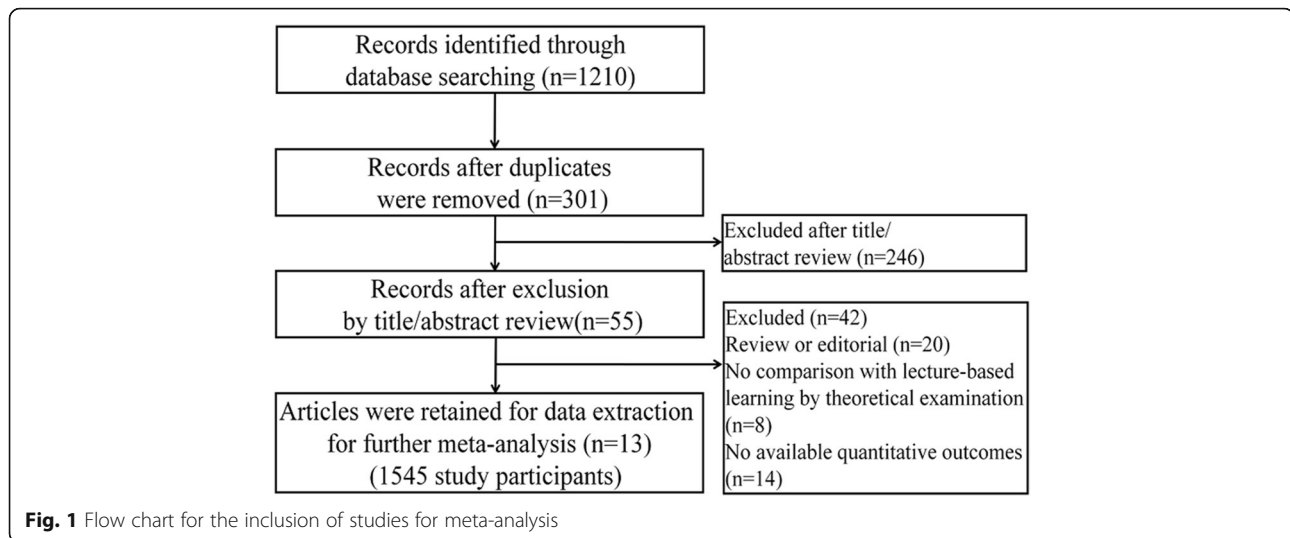 Records identified through
database searching (n=1210)
Records after duplicates
were removed (n=301)
Excluded after title/
abstract review (n=246)
Records after exclusion
by title/abstract review(n=55)
Excluded (n=42)
Review or editorial (n=20)
No comparison with lecture-based
learning by theoretical examination
(n=8)
No available quantitative outcomes
(n=14)
Articles were retained for data extraction
for further meta-analysis (n=13)
(1545 study participants)
Fig. 1 Flow chart for the inclusion of studies for meta-analysis